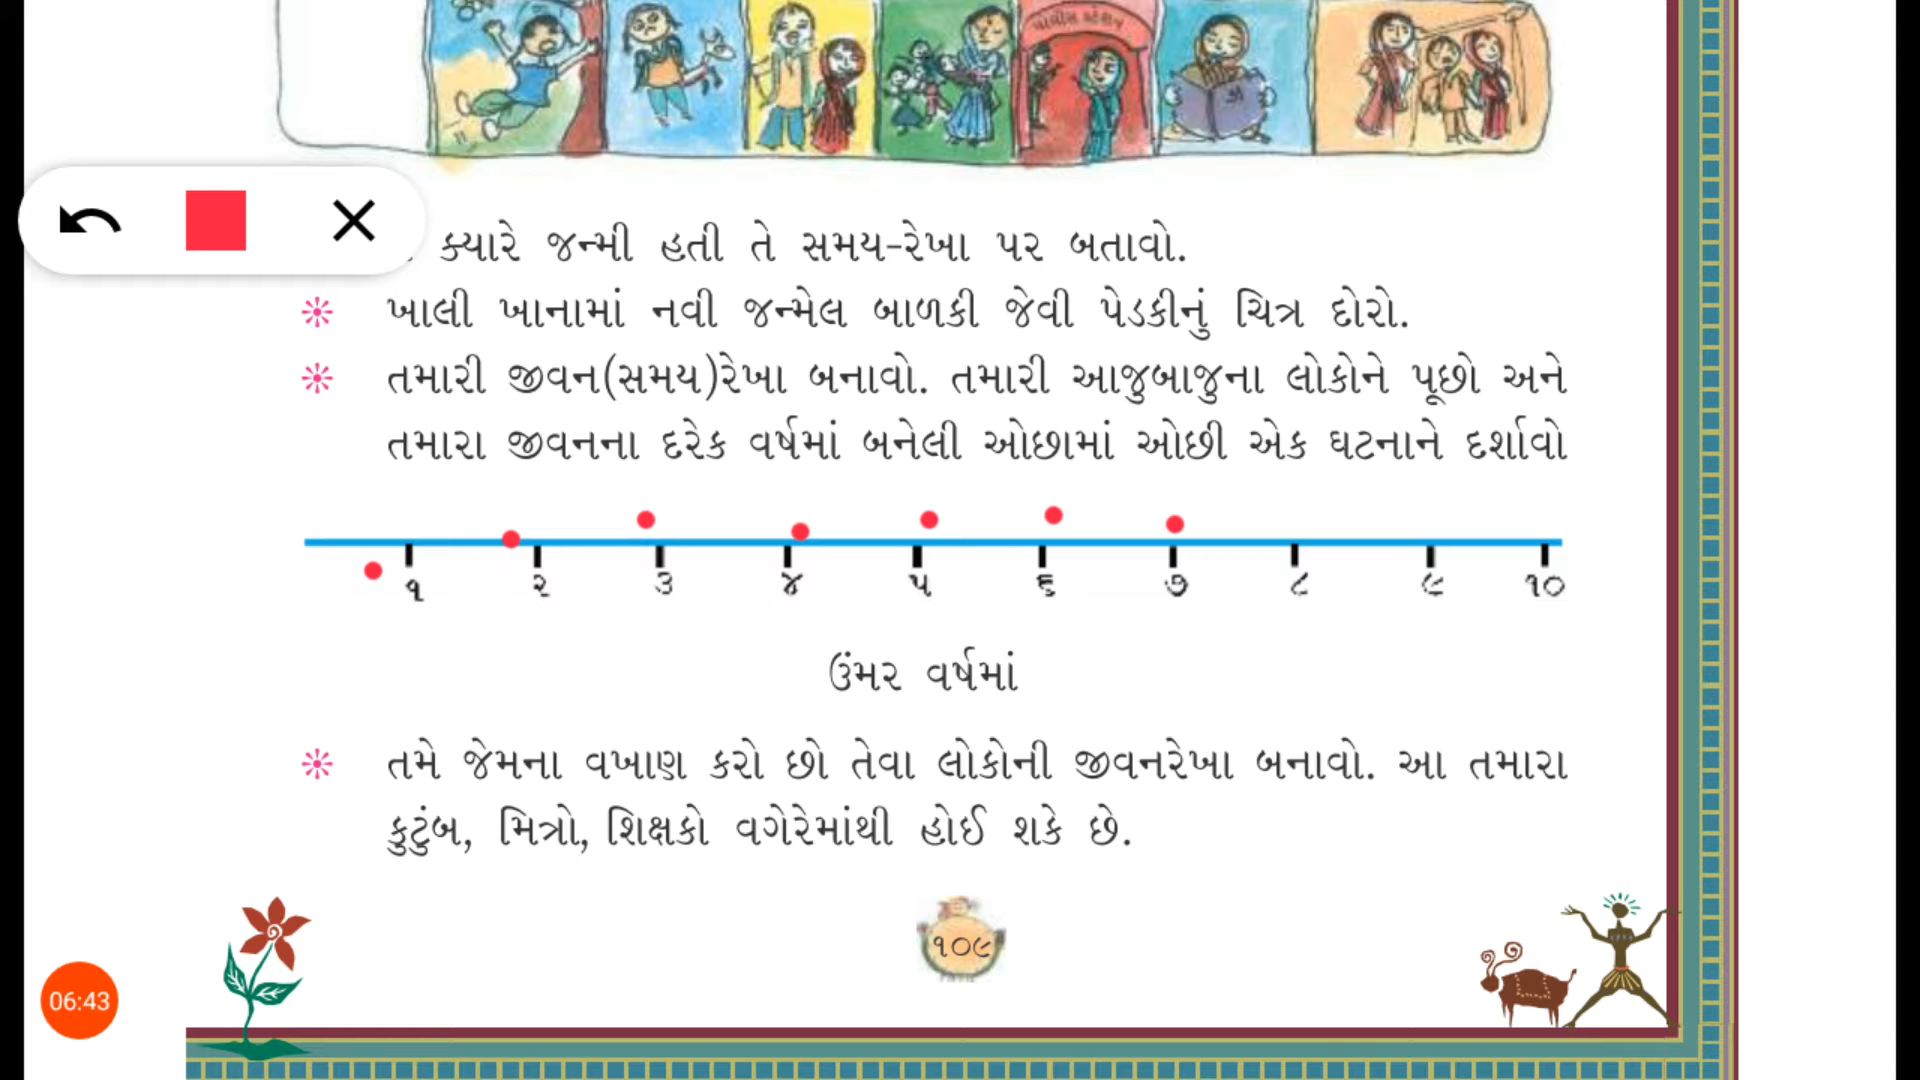 પોલીસ સ્ટેશન
ક્યારે જન્મી હતી તે સમય-રેખા પર બતાવો.
ખાલી ખાનામાં નવી જન્મેલ બાળકી જેવી પેડકીનું ચિત્ર દોરો.
તમારી જીવન(સમય)રેખા બનાવો. તમારી આજુબાજુના લોકોને પૂછો અને
તમારા જીવનના દરેક વર્ષમાં બનેલી ઓછામાં ઓછી એક ઘટનાને દર્શાવો
૧ ૨ ૩ ૪ ૫ ૬ ૭ ૮ ૯ ૧૦
ઉંમર વર્ષમાં
તમે જેમના વખાણ કરો છો તેવા લોકોની જીવનરેખા બનાવો. આ તમારા
કુટુંબ, મિત્રો, શિક્ષકો વગેરેમાંથી હોઈ શકે છે.
૧૦૯
06:43